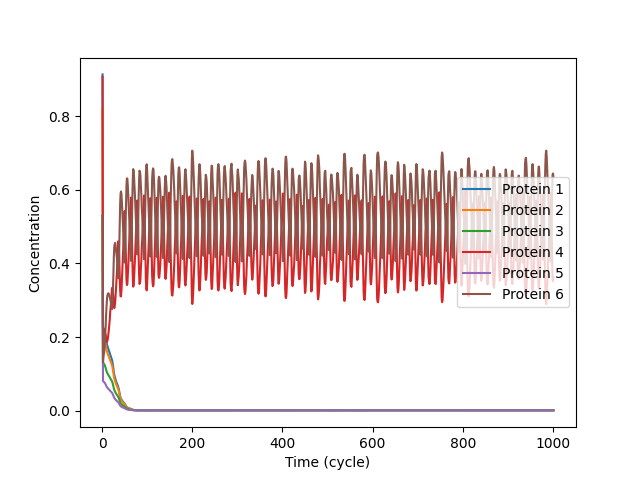 Concentration
0.8
0.6
0.4
0.2
0.0
0
200
400
600
800
1000
Time (cycle)
Protein 1
Protein 2
Protein 3
Protein 4
Protein 5
Protein 6